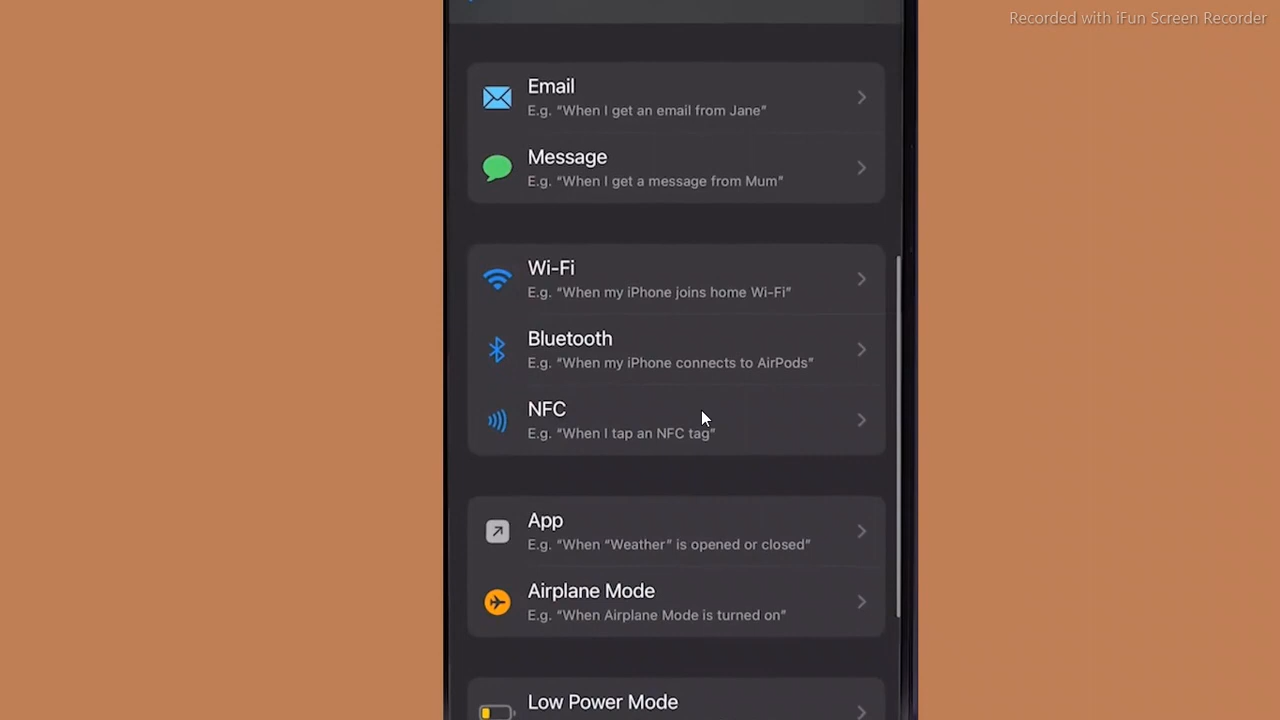 Recorded with iFun Screen Recorder
Email
E.g. “When I get an email from Jane”
Message
E.g. “When I get a message from Mum”
Wi-Fi
E.g. “When my iPhone joins home Wi-Fi”
Bluetooth
E.g. “When my iPhone connects to AirPods”
NFC
E.g. “When I tap an NFC tag”
App
E.g. “When “Weather” is opened or closed”
Airplane Mode
E.g. “When Airplane Mode is turned on”
Low Power Mode